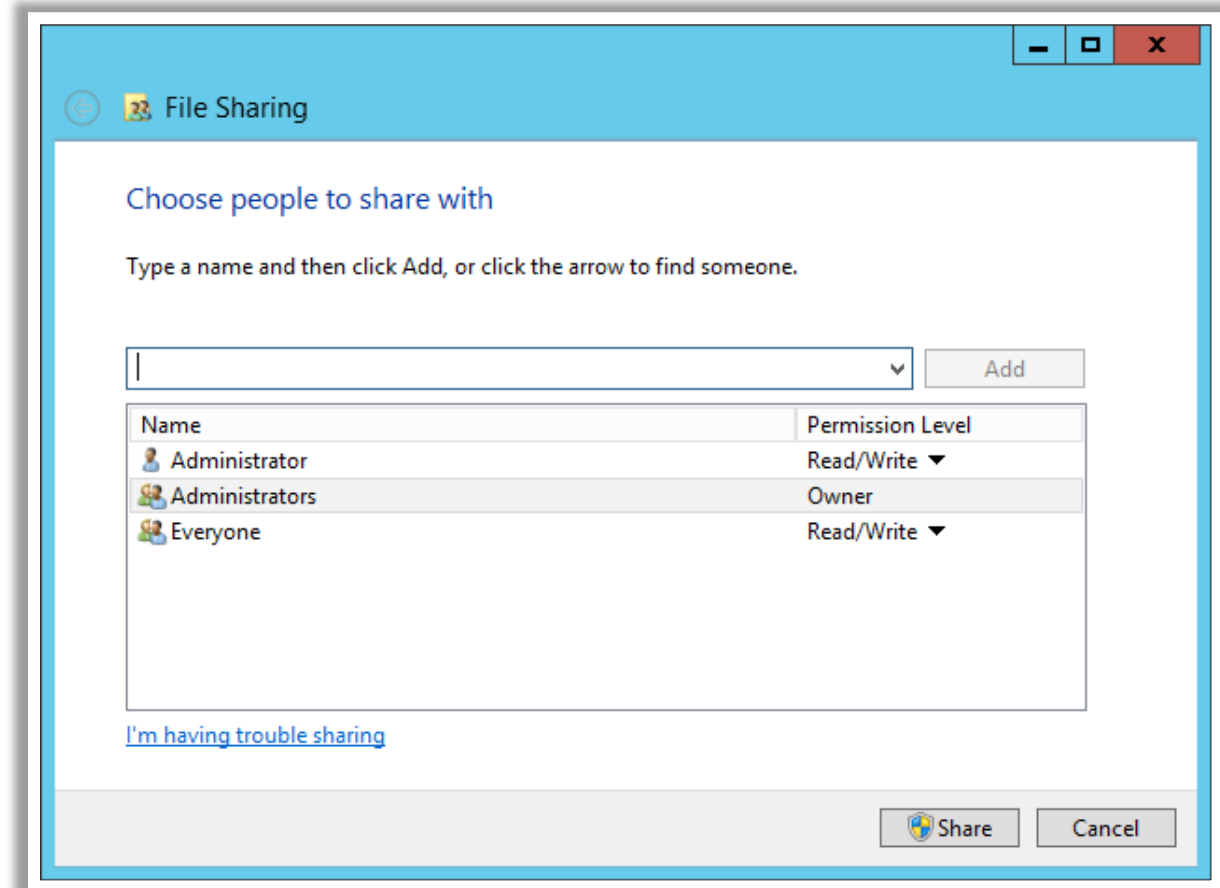 File Sharing
Choose people to share with
Type a name and then click Add, or click the arrow to find someone.
Add
Name Permission Level
Administrator Read/Write
Administrators Owner
Everyone Read/Write
I'm having trouble sharing
Share Cancel